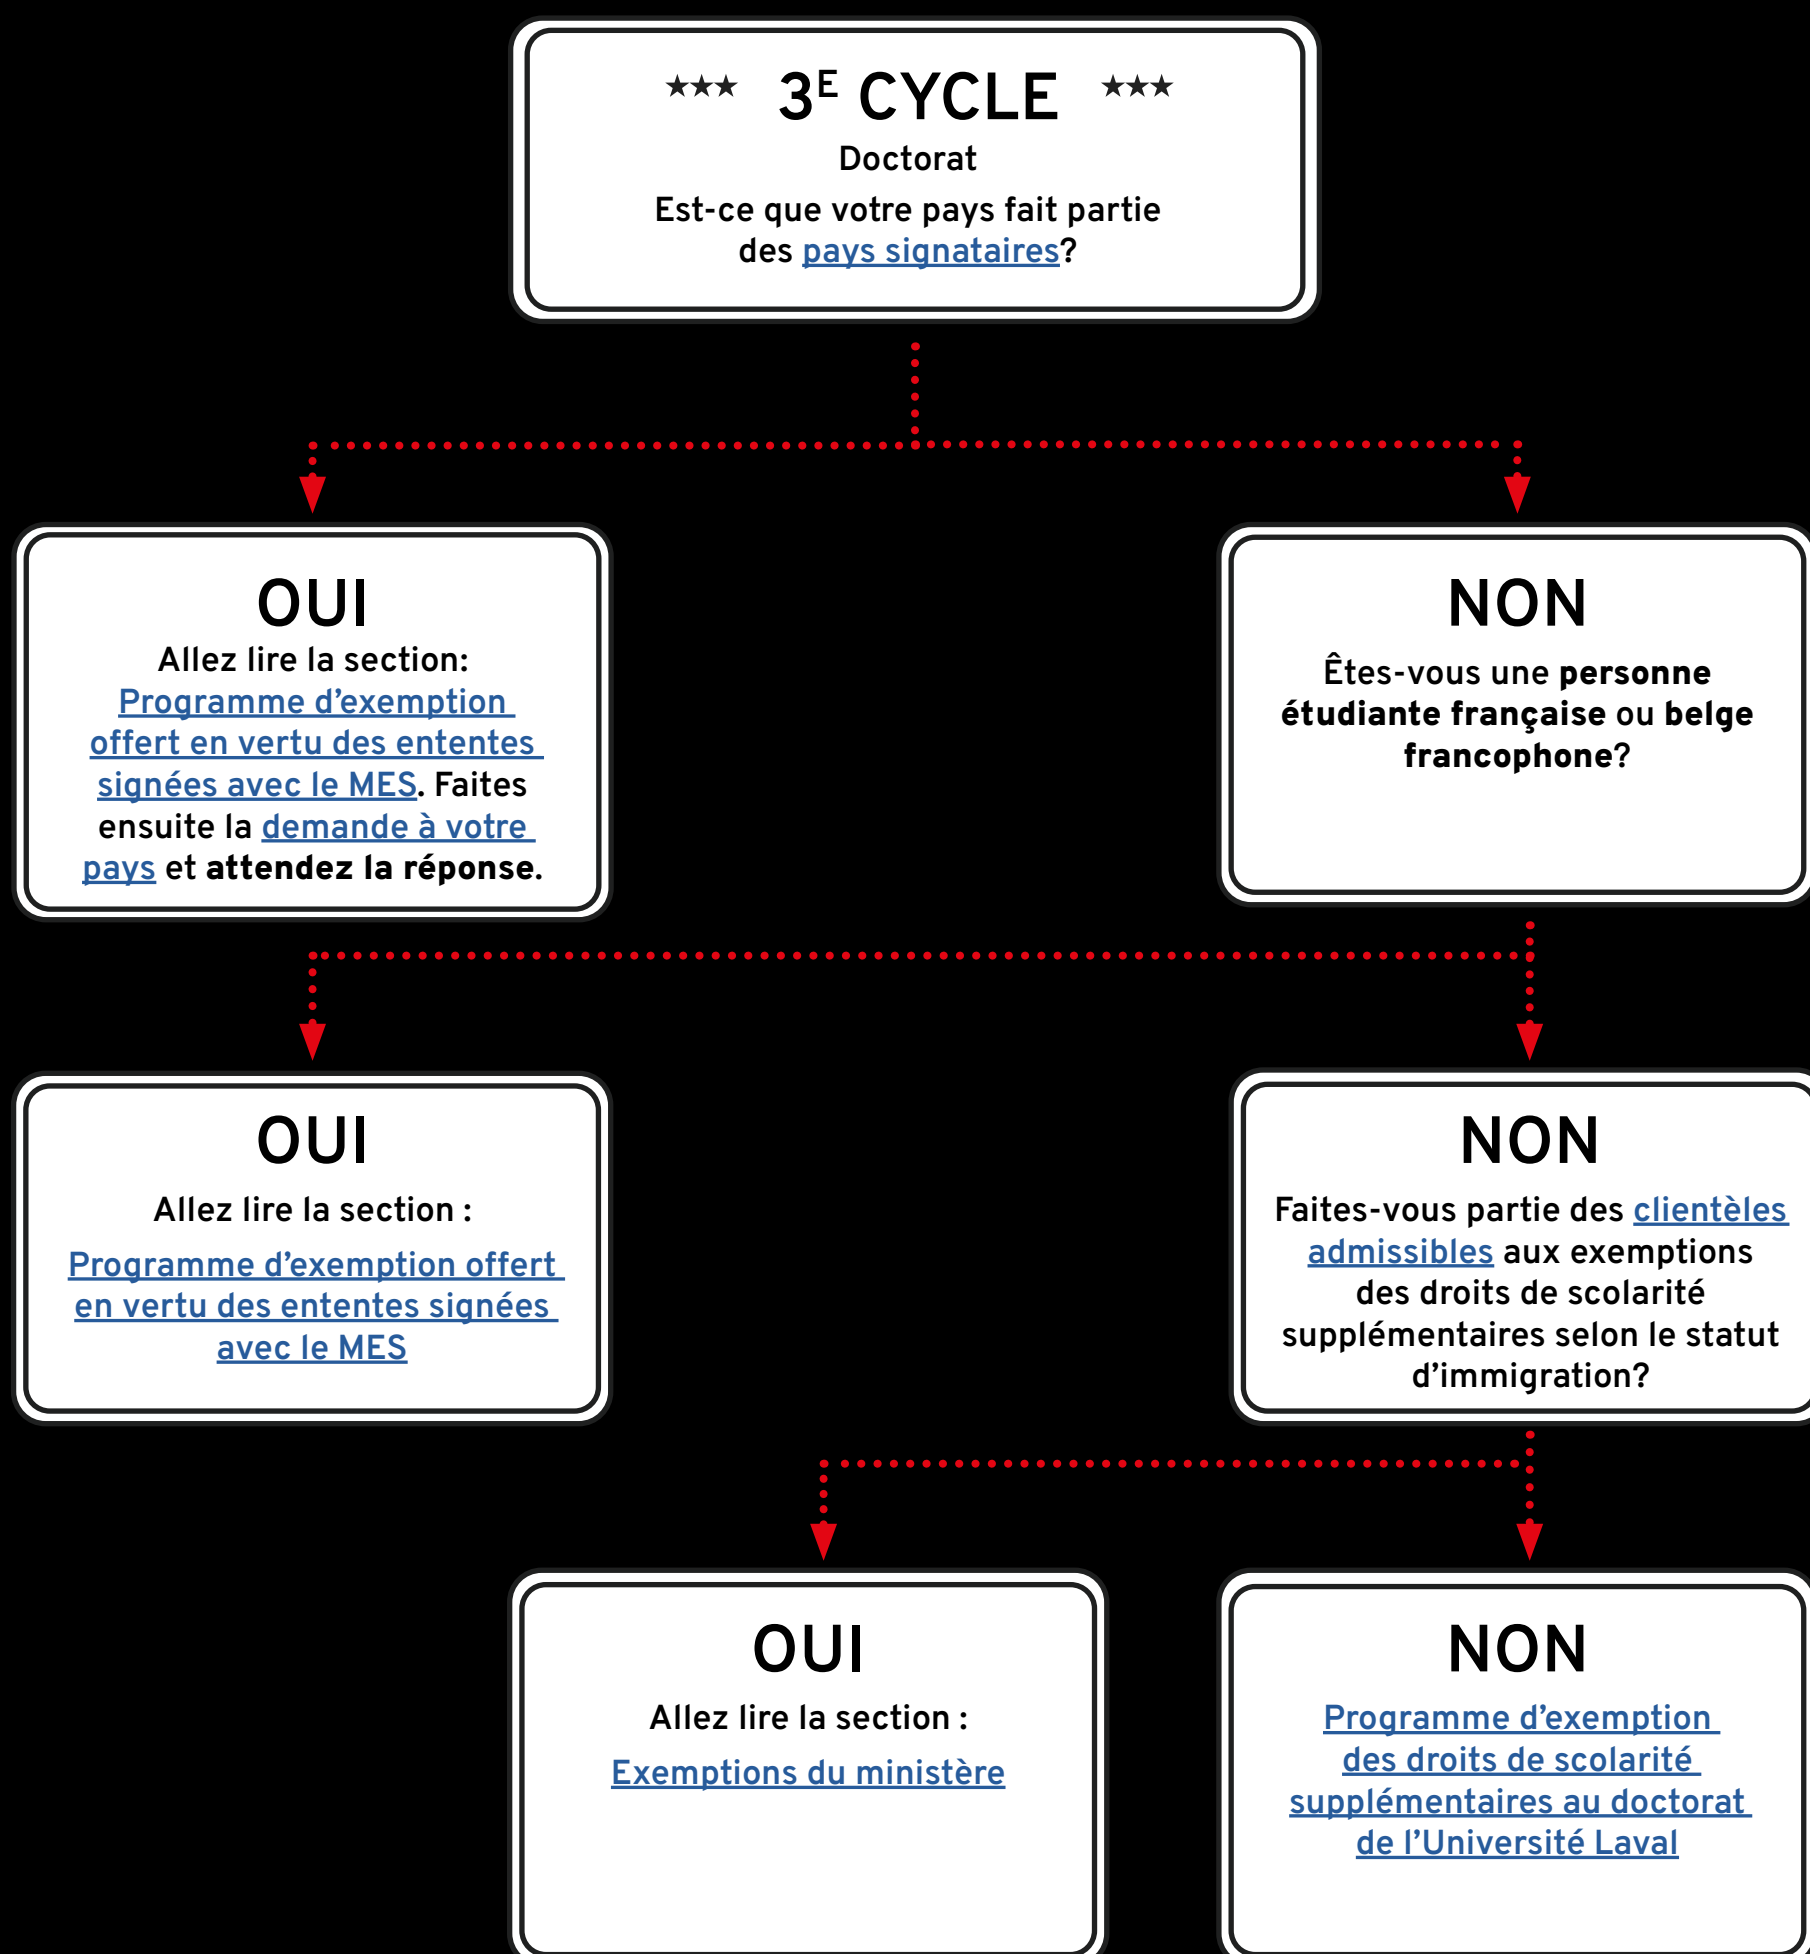 ★★★ 3E CYCLE ★★★
Doctorat
Est-ce que votre pays fait partie
des pays signataires?
OUI
Allez lire la section:
Programme d’exemption
offert en vertu des ententes
signées avec le MES. Faites
ensuite la demande à votre
pays et attendez la réponse.
NON
Êtes-vous une personne
étudiante française ou belge
francophone?
OUI
Allez lire la section :
Programme d’exemption offert
en vertu des ententes signées
avec le MES
NON
Faites-vous partie des clientèles
admissibles aux exemptions
des droits de scolarité
supplémentaires selon le statut
d’immigration?
OUI
Allez lire la section :
Exemptions du ministère
NON
Programme d’exemption
des droits de scolarité
supplémentaires au doctorat
de l’Université Laval